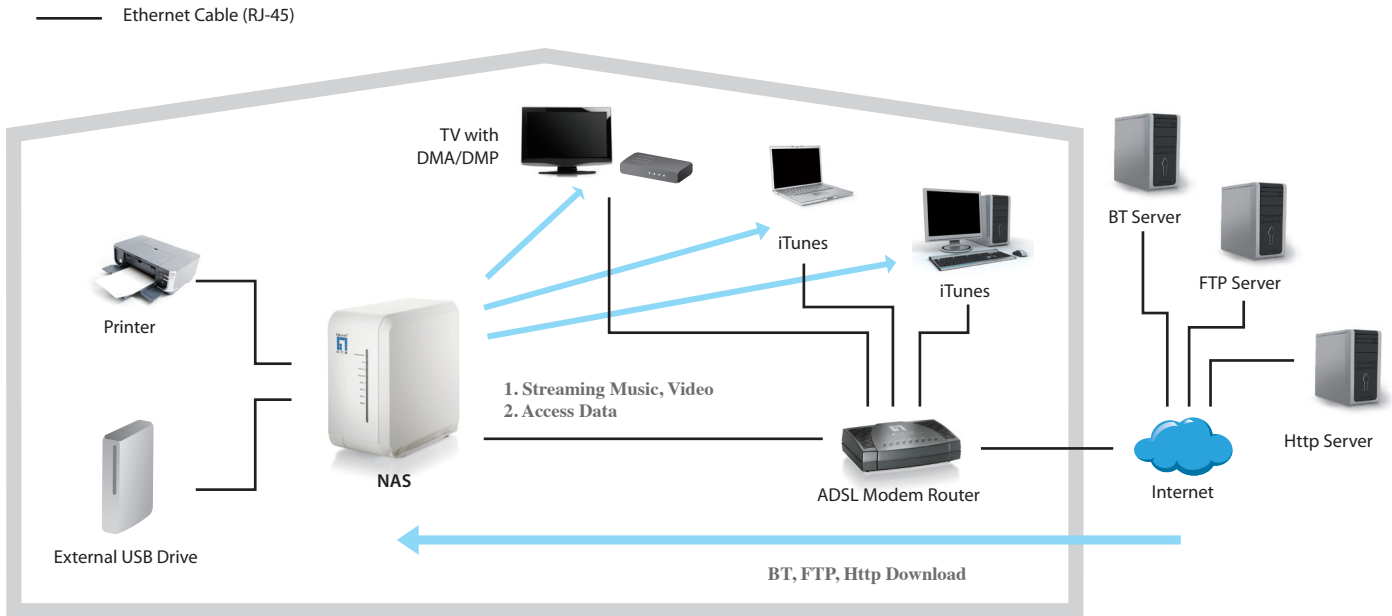 Ethernet Cable (RJ-45)
TV with
DMA/DMP
iTunes
iTunes
BT Server
FTP Server
Http Server
Printer
1. Streaming Music, Video
2. Access Data
NAS
ADSL Modem Router
Internet
External USB Drive
BT, FTP, Http Download